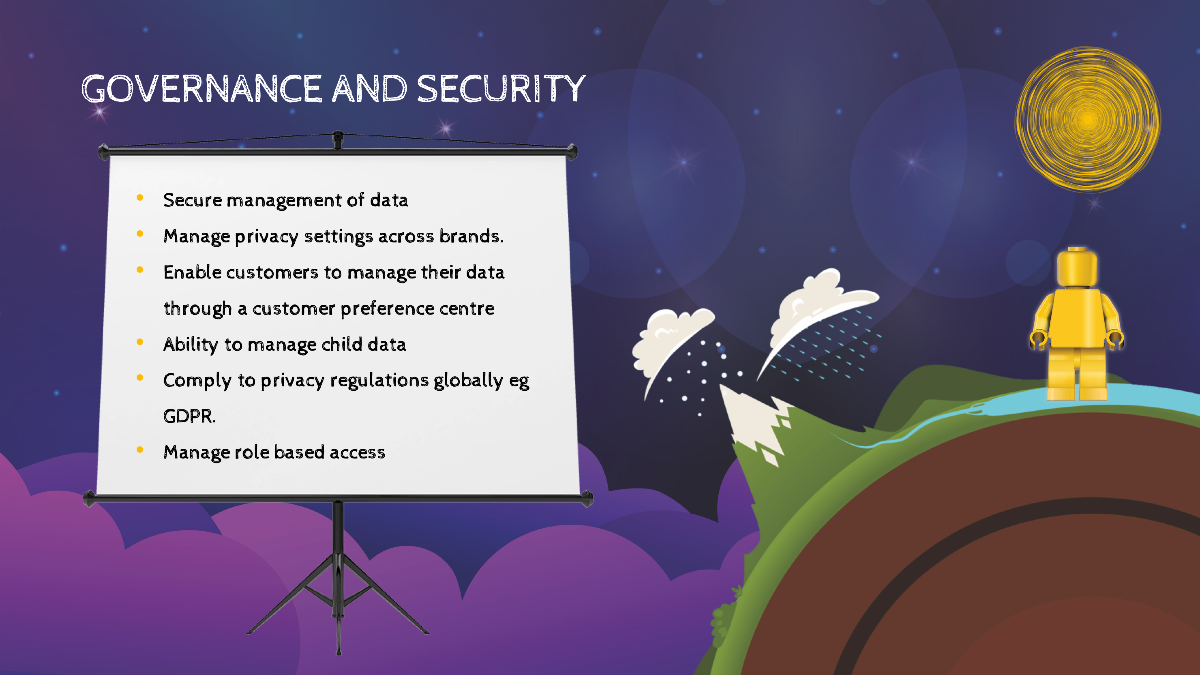 GOVERNANCE AND SECURITY
• Secure management of data
• Manage privacy settings across brands.
• Enable customers to manage their data
through a customer preference centre
• Ability to manage child data
• Comply to privacy regulations globally eg
GDPR.
• Manage role based access